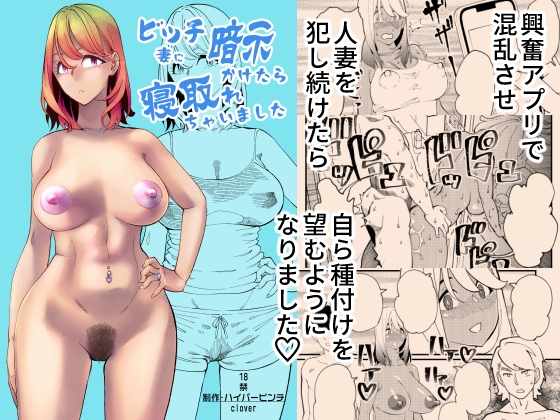 ビッチ
妻に暗示
かけたら
寝取れ
ちゃいました
18
禁
制作-ハイパーピンチ
clover
興奮アプリで
混乱させ
人妻を
犯し続けたら
自ら種付けを
望むように
なりました♡